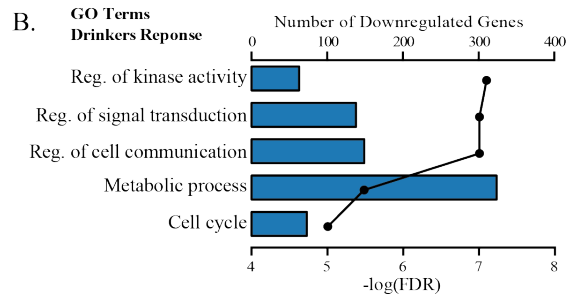 B.
GO Terms
Drinkers Reponse
Number of Downregulated Genes
0 100 200 300 400
Reg. of kinase activity
Reg. of signal transduction
Reg. of cell communication
Metabolic process
Cell cycle
4 5 6 7 8
-log(FDR)